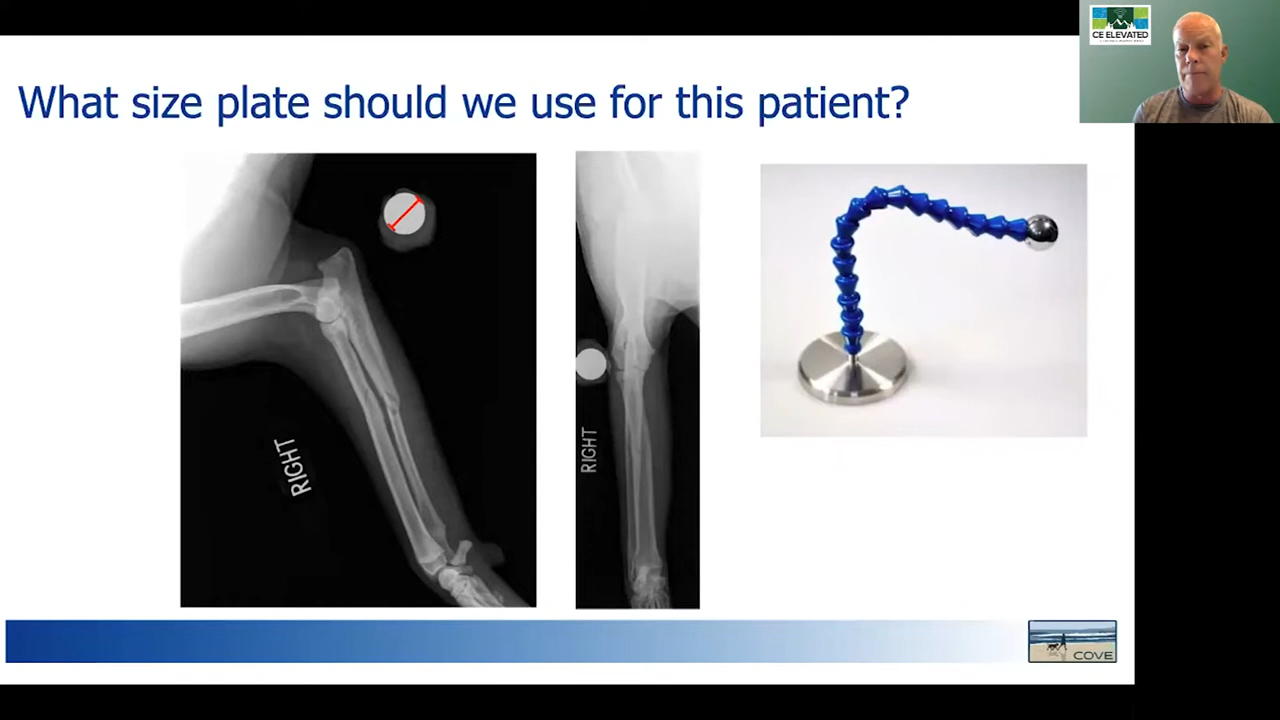 What size plate should we use for this patient?
CE ELEVATED
RIGHT
RIGHT
COVE